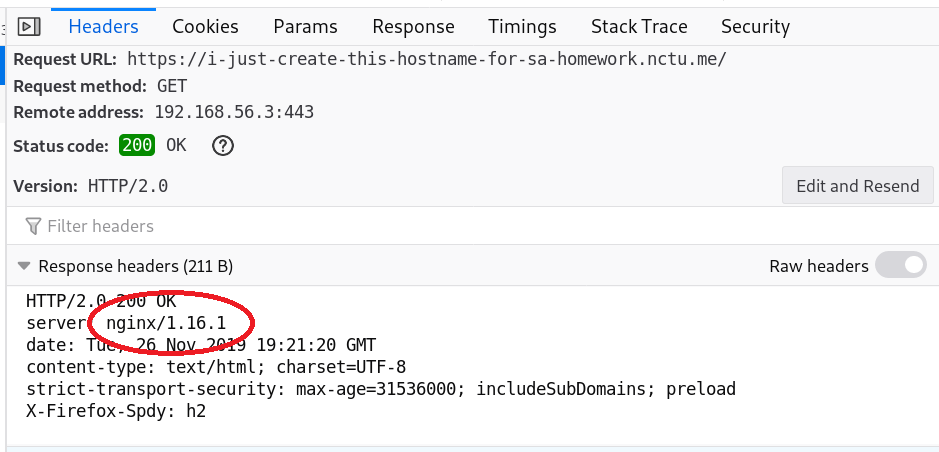 Headers Cookies Params Response Timings Stack Trace Security
Request URL: https://i-just-create-this-hostname-for-sa-homework.nctu.me/
Request method: GET
Remote address: 192.168.56.3:443
Status code: 200 OK
Version: HTTP/2.0 Edit and Resend
Filter headers
Response headers (211 B) Raw headers
HTTP/2.0 200 OK
server: nginx/1.16.1
date: Tue, 26 Nov 2019 19:21:20 GMT
content-type: text/html; charset=UTF-8
strict-transport-security: max-age=31536000; includeSubDomains; preload
X-Firefox-Spdy: h2